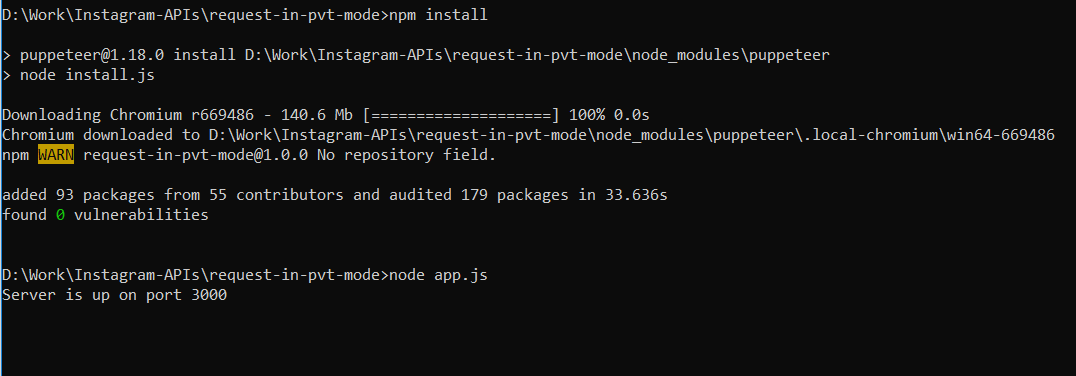 D:\Work\Instagram-APIs\request-in-pvt-mode>npm install
> puppeteer@1.18.0 install D:\Work\Instagram-APIs\request-in-pvt-mode\node_modules\puppeteer
> node install.js
Downloading Chromium r669486 - 140.6 Mb [====================] 100% 0.0s
Chromium downloaded to D:\Work\Instagram-APIs\request-in-pvt-mode\node_modules\puppeteer\.local-chromium\win64-669486
npm WARN request-in-pvt-mode@1.0.0 No repository field.
added 93 packages from 55 contributors and audited 179 packages in 33.636s
found 0 vulnerabilities
D:\Work\Instagram-APIs\request-in-pvt-mode>node app.js
Server is up on port 3000